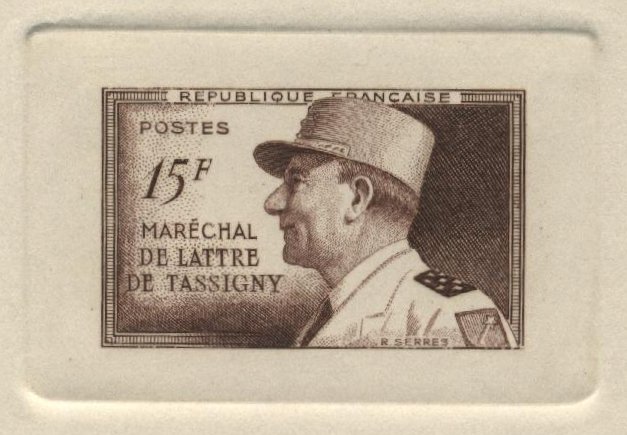 REPUBLIQUE FRANÇAISE
POSTES
15F
MARÉCHAL
DE LATTRE
DE TASSIGNY
R. SERRES